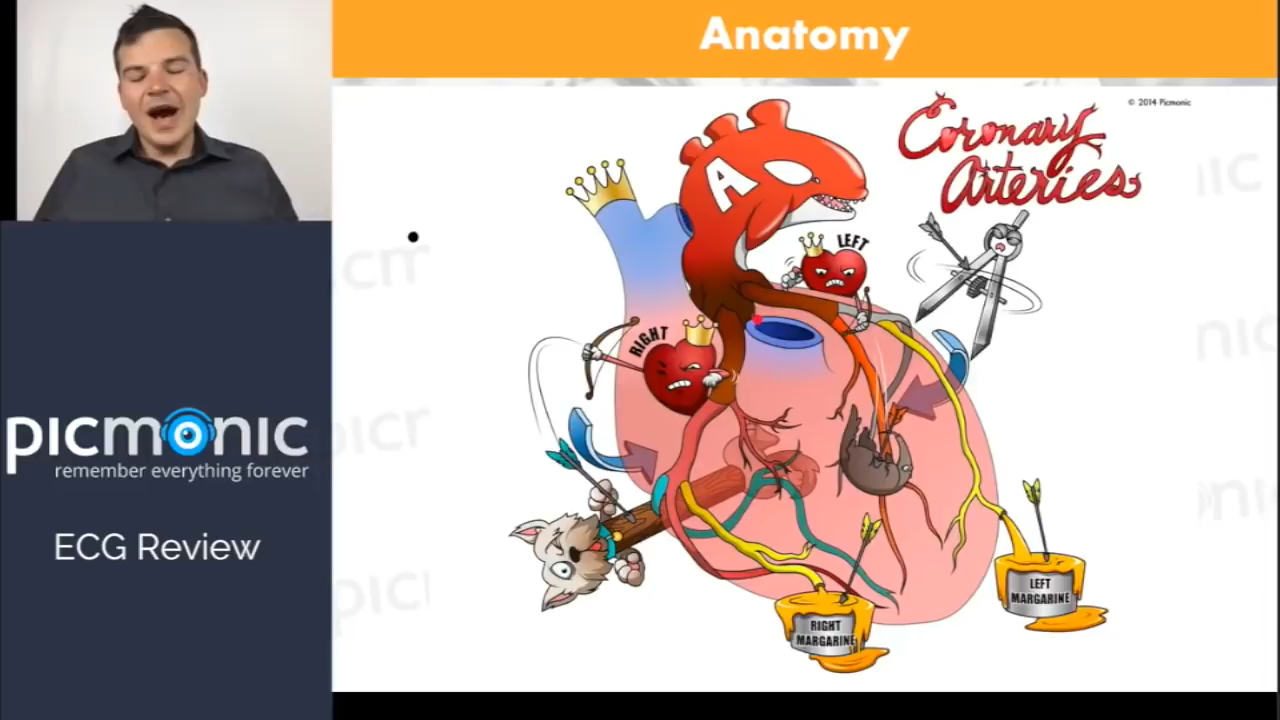 Anatomy
© 2014 Picmonic
Coronary
Arteries
A
LEFT
RIGHT
picmonic
remember everything forever
ECG Review
LEFT
MARGARINE
RIGHT
MARGARINE